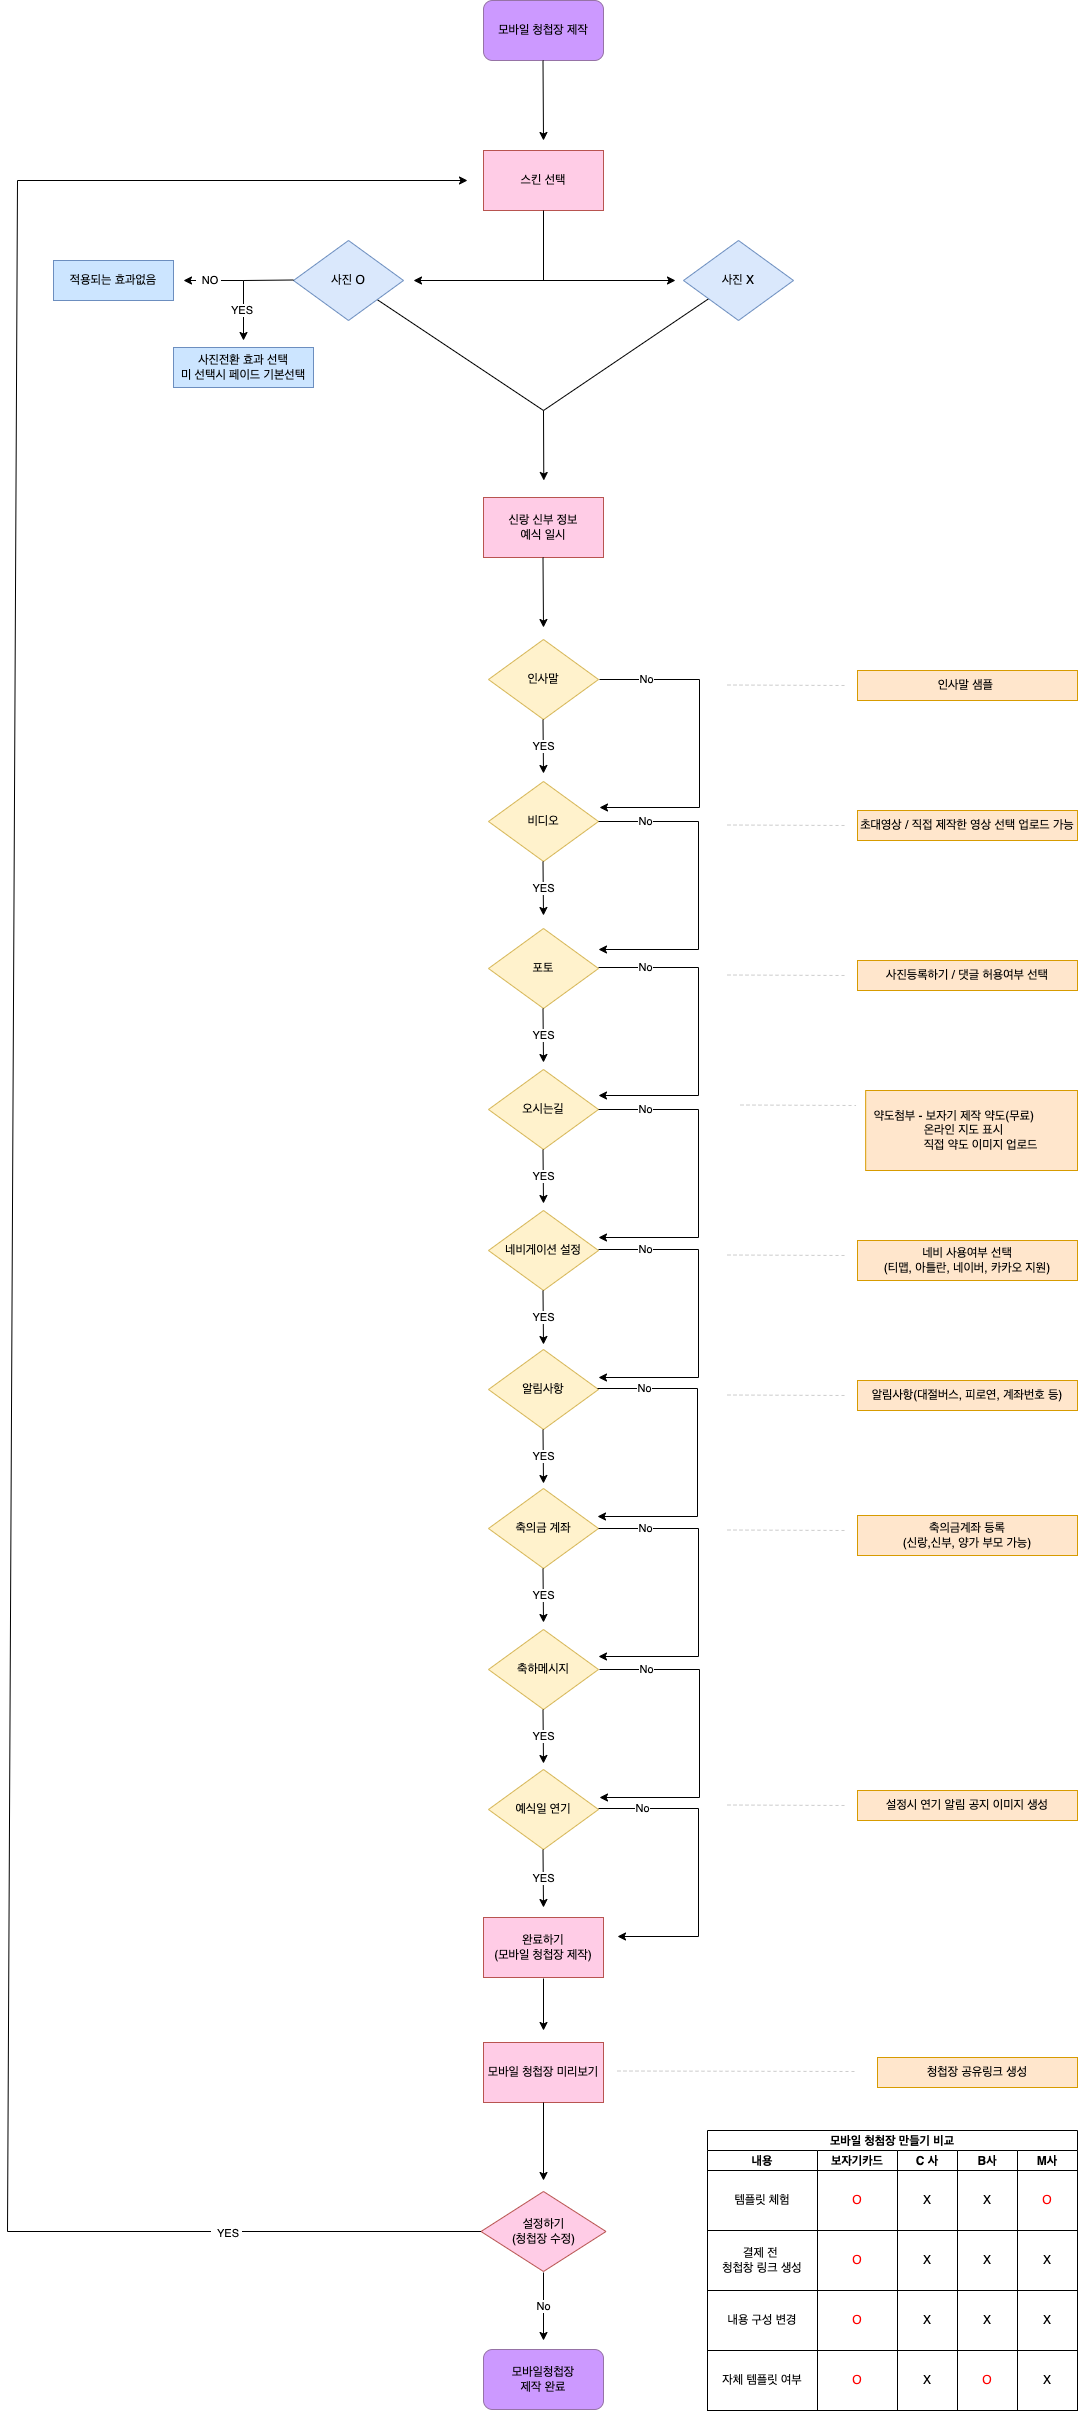 모바일 청첩장 제작
스킨 선택
적용되는 효과없음
NO
사진 O
사진 X
YES
사진전환 효과 선택
미 선택시 페이드 기본선택
신랑 신부 정보
예식 일시
인사말
No
인사말 샘플
YES
비디오
No
초대영상 / 직접 제작한 영상 선택 업로드 가능
YES
포토
No
사진등록하기 / 댓글 허용여부 선택
YES
오시는길
No
약도첨부 - 보자기 제작 약도(무료)
온라인 지도 표시
직접 약도 이미지 업로드
YES
네비게이션 설정
No
네비 사용여부 선택
(티맵, 아틀란, 네이버, 카카오 지원)
YES
알림사항
No
알림사항(대절버스, 피로연, 계좌번호 등)
YES
축의금 계좌
No
축의금계좌 등록
(신랑,신부, 양가 부모 가능)
YES
축하메시지
No
YES
예식일 연기
No
설정시 연기 알림 공지 이미지 생성
YES
완료하기
(모바일 청첩장 제작)
모바일 청첩장 미리보기
청첩장 공유링크 생성
설정하기
(청첩장 수정)
YES
No
모바일청첩장
제작 완료
모바일 청첨장 만들기 비교
내용 보자기카드 C 사 B사 M사
템플릿 체험 O X X O
결제 전
청첩창 링크 생성 O X X X
내용 구성 변경 O X X X
자체 템플릿 여부 O X O X